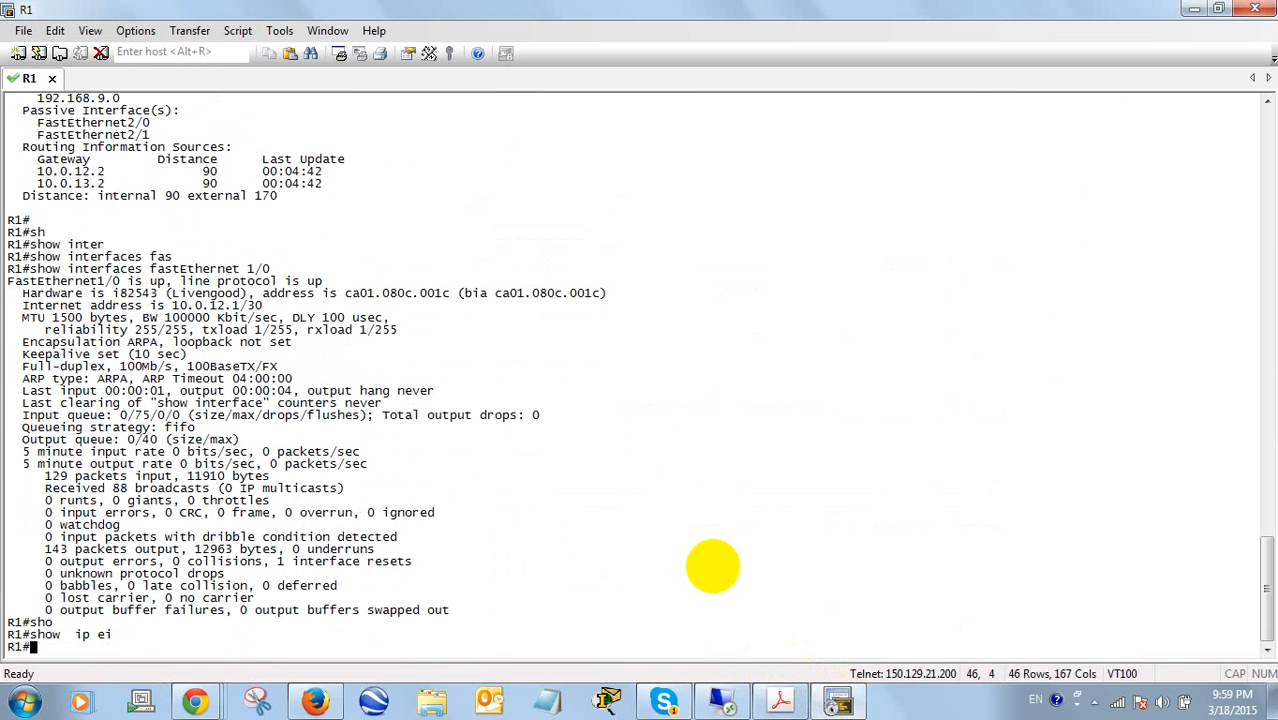 R1
File Edit View Options Transfer Script Tools Window Help
Enter host <Alt+R>
R1
192.168.9.0
Passive Interface(s):
FastEthernet2/0
FastEthernet2/1
Routing Information Sources:
Gateway Distance Last Update
10.0.12.2 90 00:04:42
10.0.13.2 90 00:04:42
Distance: internal 90 external 170
R1#
R1#sh
R1#show inter
R1#show interfaces fas
R1#show interfaces fastEthernet 1/0
FastEthernet1/0 is up, line protocol is up
Hardware is i82543 (Livengood), address is ca01.080c.001c (bia ca01.080c.001c)
Internet address is 10.0.12.1/30
MTU 1500 bytes, BW 100000 Kbit/sec, DLY 100 usec,
reliability 255/255, txload 1/255, rxload 1/255
Encapsulation ARPA, loopback not set
Keepalive set (10 sec)
Full-duplex, 100Mb/s, 100BaseTX/FX
ARP type: ARPA, ARP Timeout 04:00:00
Last input 00:00:01, output 00:00:04, output hang never
Last clearing of "show interface" counters never
Input queue: 0/75/0/0 (size/max/drops/flushes); Total output drops: 0
Queueing strategy: fifo
Output queue: 0/40 (size/max)
5 minute input rate 0 bits/sec, 0 packets/sec
5 minute output rate 0 bits/sec, 0 packets/sec
129 packets input, 11910 bytes
Received 88 broadcasts (0 IP multicasts)
0 runts, 0 giants, 0 throttles
0 input errors, 0 CRC, 0 frame, 0 overrun, 0 ignored
0 watchdog
0 input packets with dribble condition detected
143 packets output, 12963 bytes, 0 underruns
0 output errors, 0 collisions, 1 interface resets
0 unknown protocol drops
0 babbles, 0 late collision, 0 deferred
0 lost carrier, 0 no carrier
0 output buffer failures, 0 output buffers swapped out
R1#sho
R1#show  ip ei
R1#
Ready Telnet: 150.129.21.200 46, 4 46 Rows, 167 Cols VT100 CAP NUM
EN 9:59 PM
3/18/2015